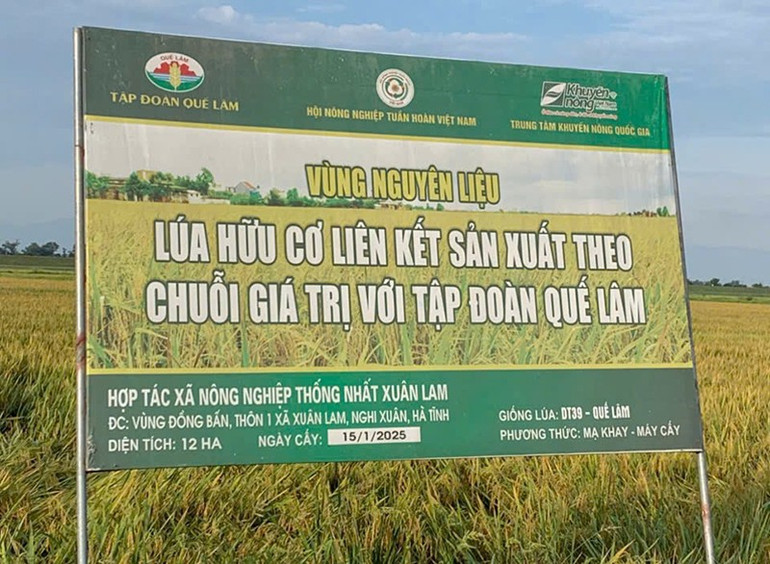 QUẾ LÂM
TẬP ĐOÀN QUẾ LÂM
HỘI NÔNG NGHIỆP TUẦN HOÀN VIỆT NAM
Khuyến nông
TRUNG TÂM KHUYẾN NÔNG QUỐC GIA
VÙNG NGUYÊN LIỆU
LÚA HỮU CƠ LIÊN KẾT SẢN XUẤT THEO
CHUỖI GIÁ TRỊ VỚI TẬP ĐOÀN QUẾ LÂM
HỢP TÁC XÃ NÔNG NGHIỆP THỐNG NHẤT XUÂN LAM
ĐC: VÙNG ĐỒNG BẤN, THÔN 1 XÃ XUÂN LAM, NGHI XUÂN, HÀ TĨNH
DIỆN TÍCH: 12 HA NGÀY CẤY: 15/1/2025
GIỐNG LÚA: DT39 - QUẾ LÂM
PHƯƠNG THỨC: MẠ KHAY - MÁY CẤY